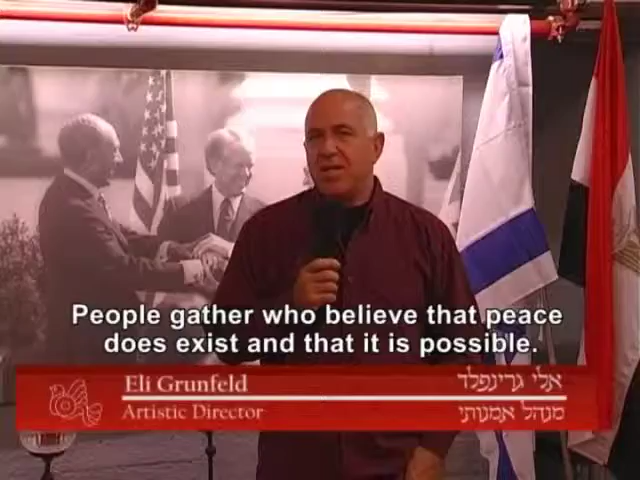 People gather who believe that peace
does exist and that it is possible.
Eli Grunfeld
אלי גרינפלד
Artistic Director
מנהל אמנותי